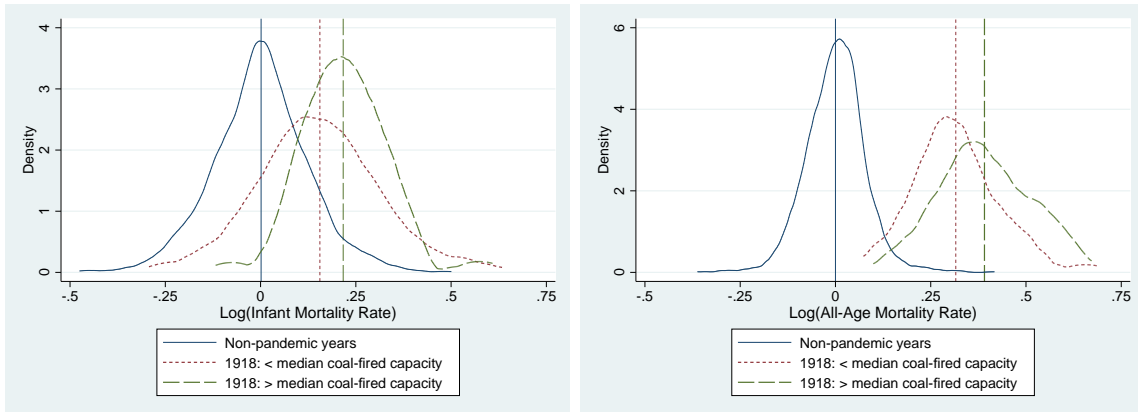 4
3
2
1
0
Density
-.5 -.25 0 .25 .5 .75
Log(Infant Mortality Rate)
Non-pandemic years
1918: < median coal-fired capacity
1918: > median coal-fired capacity
6
4
2
0
Density
-.5 -.25 0 .25 .5 .75
Log(All-Age Mortality Rate)
Non-pandemic years
1918: < median coal-fired capacity
1918: > median coal-fired capacity